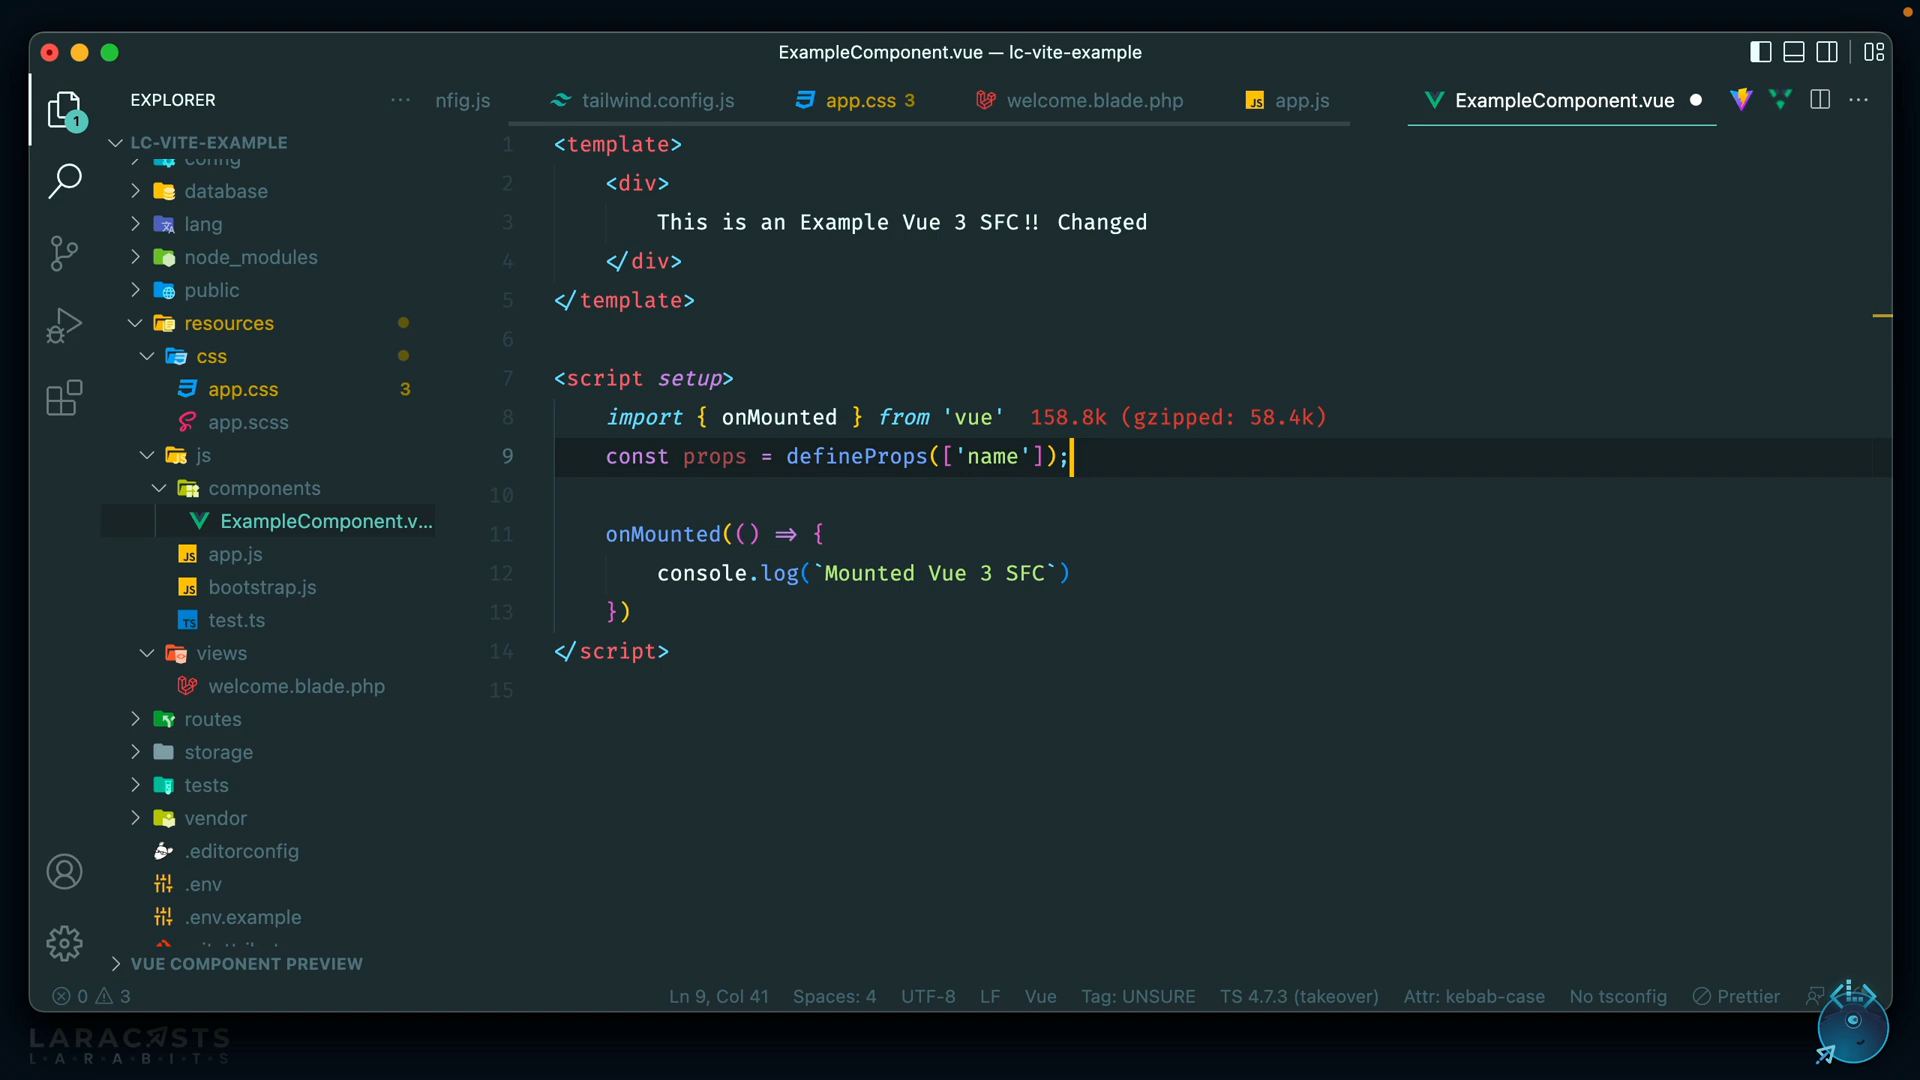 ExampleComponent.vue — lc-vite-example
EXPLORER
nfig.js
tailwind.config.js
app.css 3
welcome.blade.php
app.js
ExampleComponent.vue
1
LC-VITE-EXAMPLE
config
database
lang
node_modules
public
resources
css
app.css 3
app.scss
js
components
ExampleComponent.v...
app.js
bootstrap.js
test.ts
views
welcome.blade.php
routes
storage
tests
vendor
.editorconfig
.env
.env.example
VUE COMPONENT PREVIEW
1 <template>
2 <div>
3 This is an Example Vue 3 SFC!! Changed
4 </div>
5 </template>
6
7 <script setup>
8 import { onMounted } from 'vue' 158.8k (gzipped: 58.4k)
9 const props = defineProps(['name']);
10
11 onMounted(() => {
12 console.log(`Mounted Vue 3 SFC`)
13 })
14 </script>
15
0 3
Ln 9, Col 41
Spaces: 4
UTF-8
LF
Vue
Tag: UNSURE
TS 4.7.3 (takeover)
Attr: kebab-case
No tsconfig
Prettier
LARACASTS
L·A·R·A·B·I·T·S